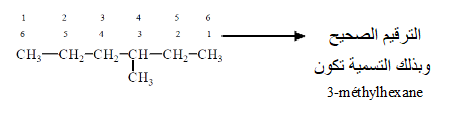 1 2 3 4 5 6
6 5 4 3 2 1
CH₃—CH₂—CH₂—CH—CH₂—CH₃
CH₃
الترقيم الصحيح
وبذلك التسمية تكون
3-méthylhexane